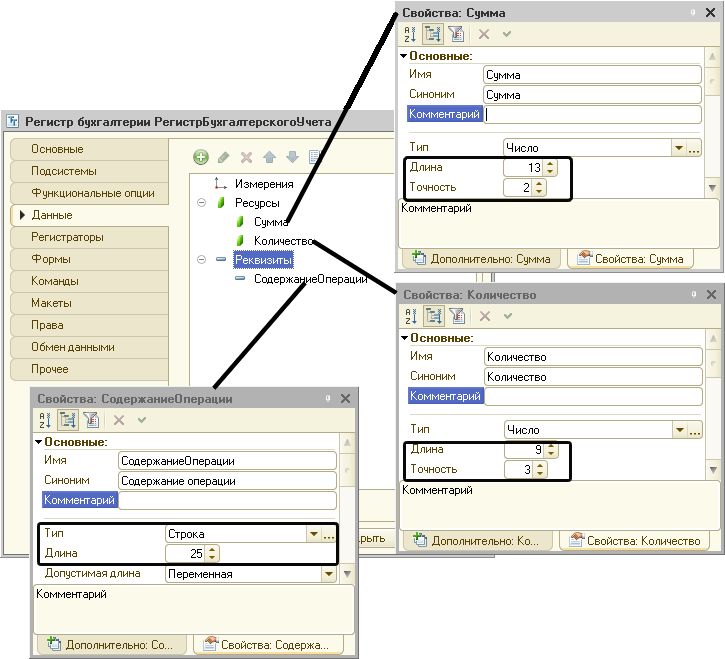 Свойства: Сумма
Основные:
Имя Сумма
Синоним Сумма
Комментарий
Тип Число ...
Длина 13
Точность 2
Комментарий
Дополнительно: Сумма Свойства: Сумма
Регистр бухгалтерии РегистрБухгалтерскогоУчета
Основные
Подсистемы
Функциональные опции
Данные
Регистраторы
Формы
Команды
Макеты
Права
Обмен данными
Прочее
Измерения
Ресурсы
Сумма
Количество
Реквизиты
СодержаниеОперации
Свойства: Количество
Основные:
Имя Количество
Синоним Количество
Комментарий
Тип Число ...
Длина 9
Точность 3
Комментарий
Дополнительно: Ко... Свойства: Количество
Свойства: СодержаниеОперации
Основные:
Имя СодержаниеОперации
Синоним Содержание операции
Комментарий
Тип Строка ...
Длина 25
Допустимая длина Переменная
Комментарий
Дополнительно: Со... Свойства: Содержа...